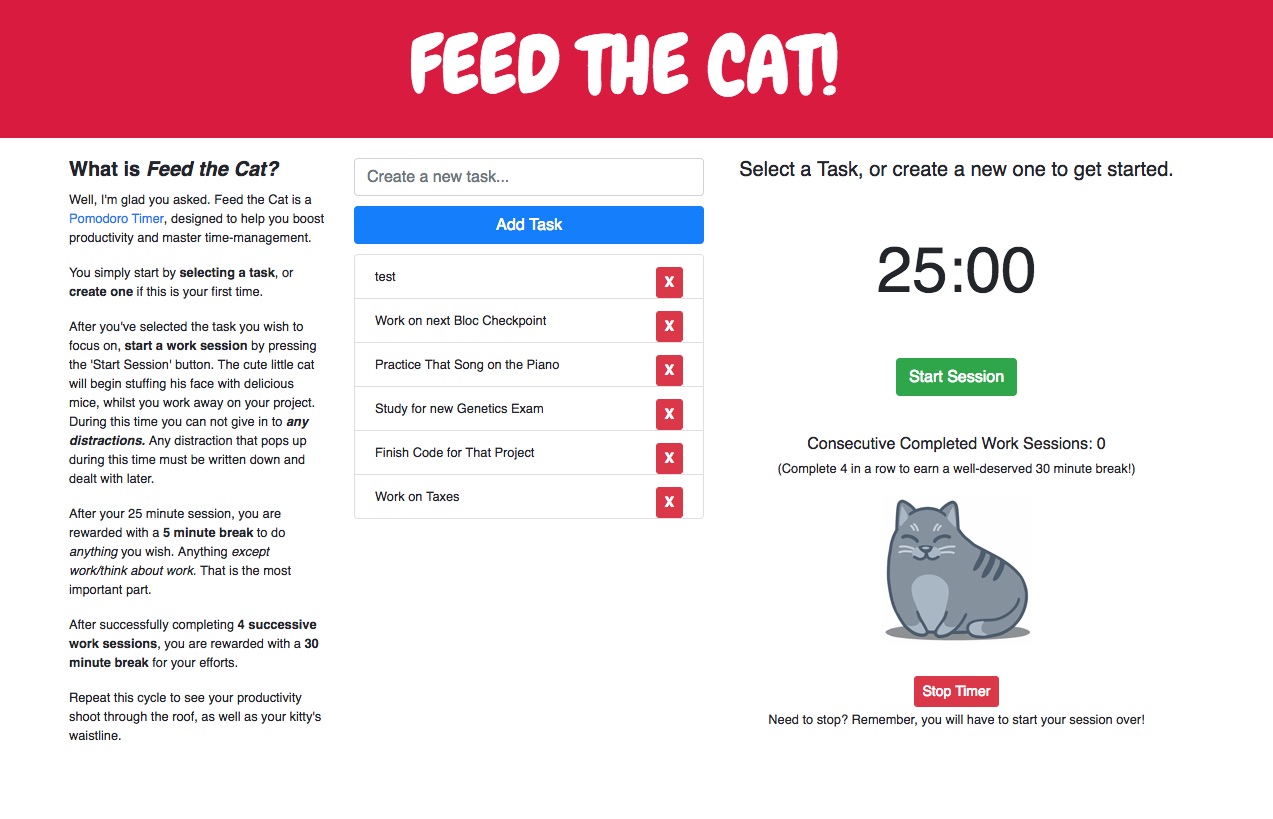 FEED THE CAT!
What is Feed the Cat?
Well, I'm glad you asked. Feed the Cat is a
Pomodoro Timer, designed to help you boost
productivity and master time-management.
You simply start by selecting a task, or
create one if this is your first time.
After you've selected the task you wish to
focus on, start a work session by pressing
the 'Start Session' button. The cute little cat
will begin stuffing his face with delicious
mice, whilst you work away on your project.
During this time you can not give in to any
distractions. Any distraction that pops up
during this time must be written down and
dealt with later.
After your 25 minute session, you are
rewarded with a 5 minute break to do
anything you wish. Anything except
work/think about work. That is the most
important part.
After successfully completing 4 successive
work sessions, you are rewarded with a 30
minute break for your efforts.
Repeat this cycle to see your productivity
shoot through the roof, as well as your kitty's
waistline.
Create a new task...
Add Task
test X
Work on next Bloc Checkpoint X
Practice That Song on the Piano X
Study for new Genetics Exam X
Finish Code for That Project X
Work on Taxes X
Select a Task, or create a new one to get started.
25:00
Start Session
Consecutive Completed Work Sessions: 0
(Complete 4 in a row to earn a well-deserved 30 minute break!)
Stop Timer
Need to stop? Remember, you will have to start your session over!